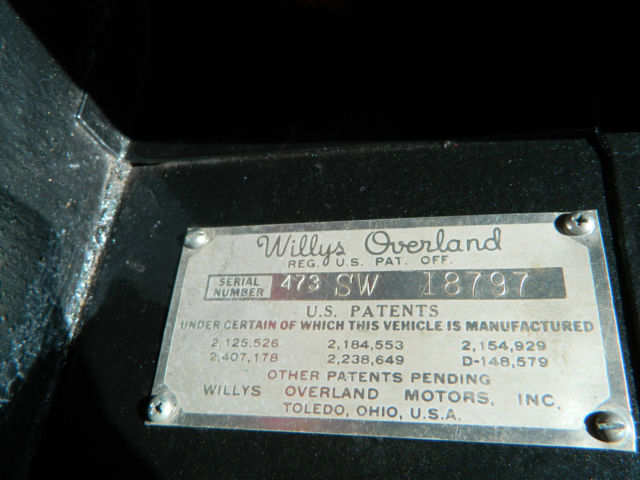 Willys Overland
REG. U.S. PAT. OFF.
SERIAL NUMBER 473 SW 18797
U.S. PATENTS
UNDER CERTAIN OF WHICH THIS VEHICLE IS MANUFACTURED
2,125,526 2,184,553 2,154,929
2,407,178 2,238,649 D-148,579
OTHER PATENTS PENDING
WILLYS OVERLAND MOTORS, INC.
TOLEDO, OHIO, U.S.A.